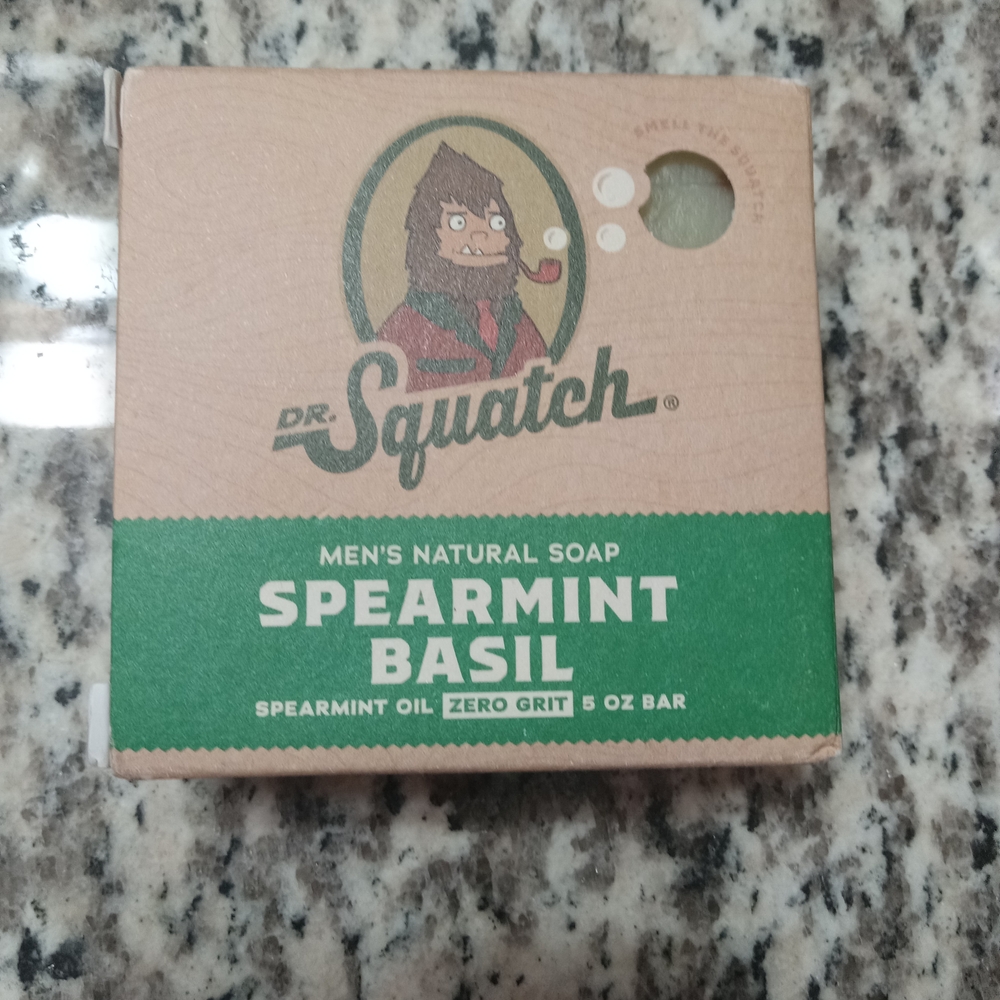 SMELL THE SQUATCH
DR. Squatch ®
MEN'S NATURAL SOAP
SPEARMINT
BASIL
SPEARMINT OIL ZERO GRIT 5 OZ BAR